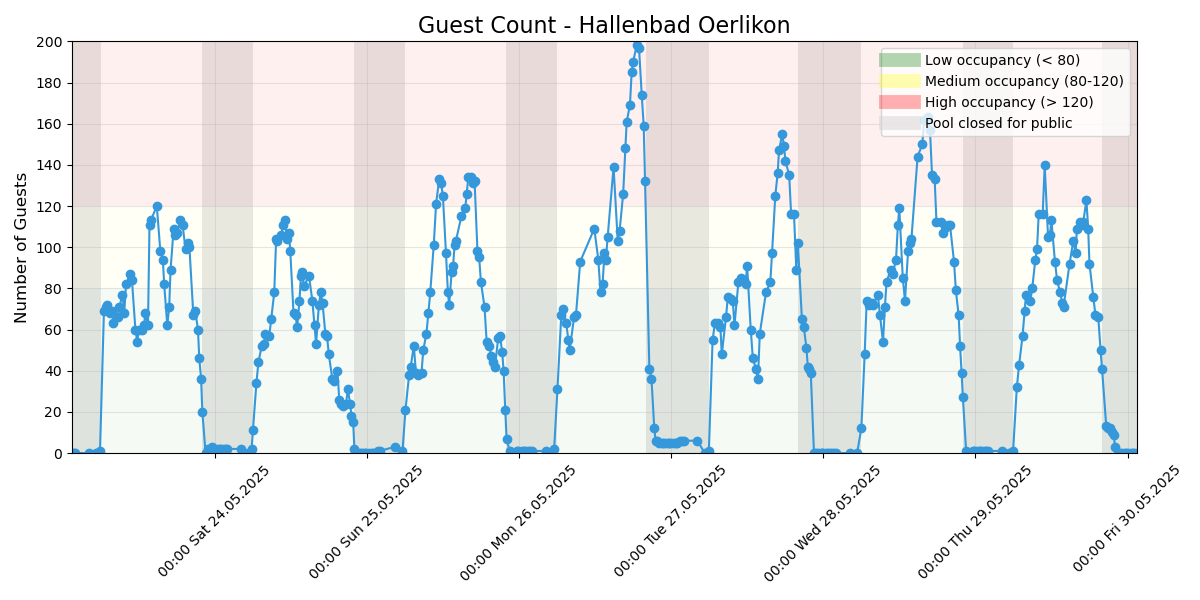 Guest Count - Hallenbad Oerlikon
Number of Guests
200
180
160
140
120
100
80
60
40
20
0
Low occupancy (< 80)
Medium occupancy (80-120)
High occupancy (> 120)
Pool closed for public
00:00 Sat 24.05.2025
00:00 Sun 25.05.2025
00:00 Mon 26.05.2025
00:00 Tue 27.05.2025
00:00 Wed 28.05.2025
00:00 Thu 29.05.2025
00:00 Fri 30.05.2025